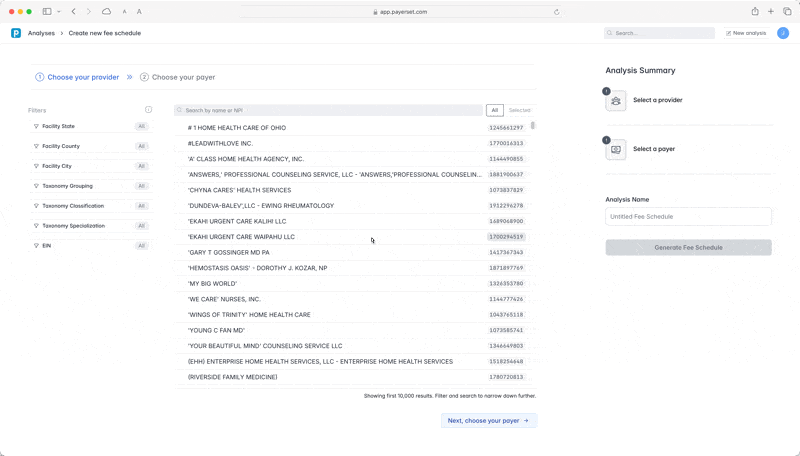 app.payerset.com
Analyses > Create new fee schedule
Search...
New analysis
J
1 Choose your provider
2 Choose your payer
Filters
Facility State All
Facility County All
Facility City All
Taxonomy Grouping All
Taxonomy Classification All
Taxonomy Specialization All
EIN All
Search by name or NPI
All Selected
# 1 HOME HEALTH CARE OF OHIO 1245661297
#LEADWITHLOVE INC. 1770016313
'A' CLASS HOME HEALTH AGENCY, INC. 1144490855
'ANSWERS,' PROFESSIONAL COUNSELING SERVICE, LLC - 'ANSWERS,'PROFESSIONAL COUNSELIN... 1881900637
'CHYNA CARES' HEALTH SERVICES 1073837829
'DUNDEVA-BALEV',LLC - EWING RHEUMATOLOGY 1912296278
'EKAHI URGENT CARE KALIHI LLC 1689068900
'EKAHI URGENT CARE WAIPAHU LLC 1700294519
'GARY T GOSSINGER MD PA 1417367343
'HEMOSTASIS OASIS' - DOROTHY J. KOZAR, NP 1871897769
'MY BIG WORLD' 1326353780
'WE CARE' NURSES, INC. 1144777426
'WINGS OF TRINITY' HOME HEALTH CARE 1043765118
'YOUNG C FAN MD' 1073585741
'YOUR BEAUTIFUL MIND' COUNSELING SERVICE LLC 1346649803
(EHH) ENTERPRISE HOME HEALTH SERVICES, LLC - ENTERPRISE HOME HEALTH SERVICES 1518254648
(RIVERSIDE FAMILY MEDICINE) 1780720813
Showing first 10,000 results. Filter and search to narrow down further.
Next, choose your payer
Analysis Summary
Select a provider
Select a payer
Analysis Name
Untitled Fee Schedule
Generate Fee Schedule